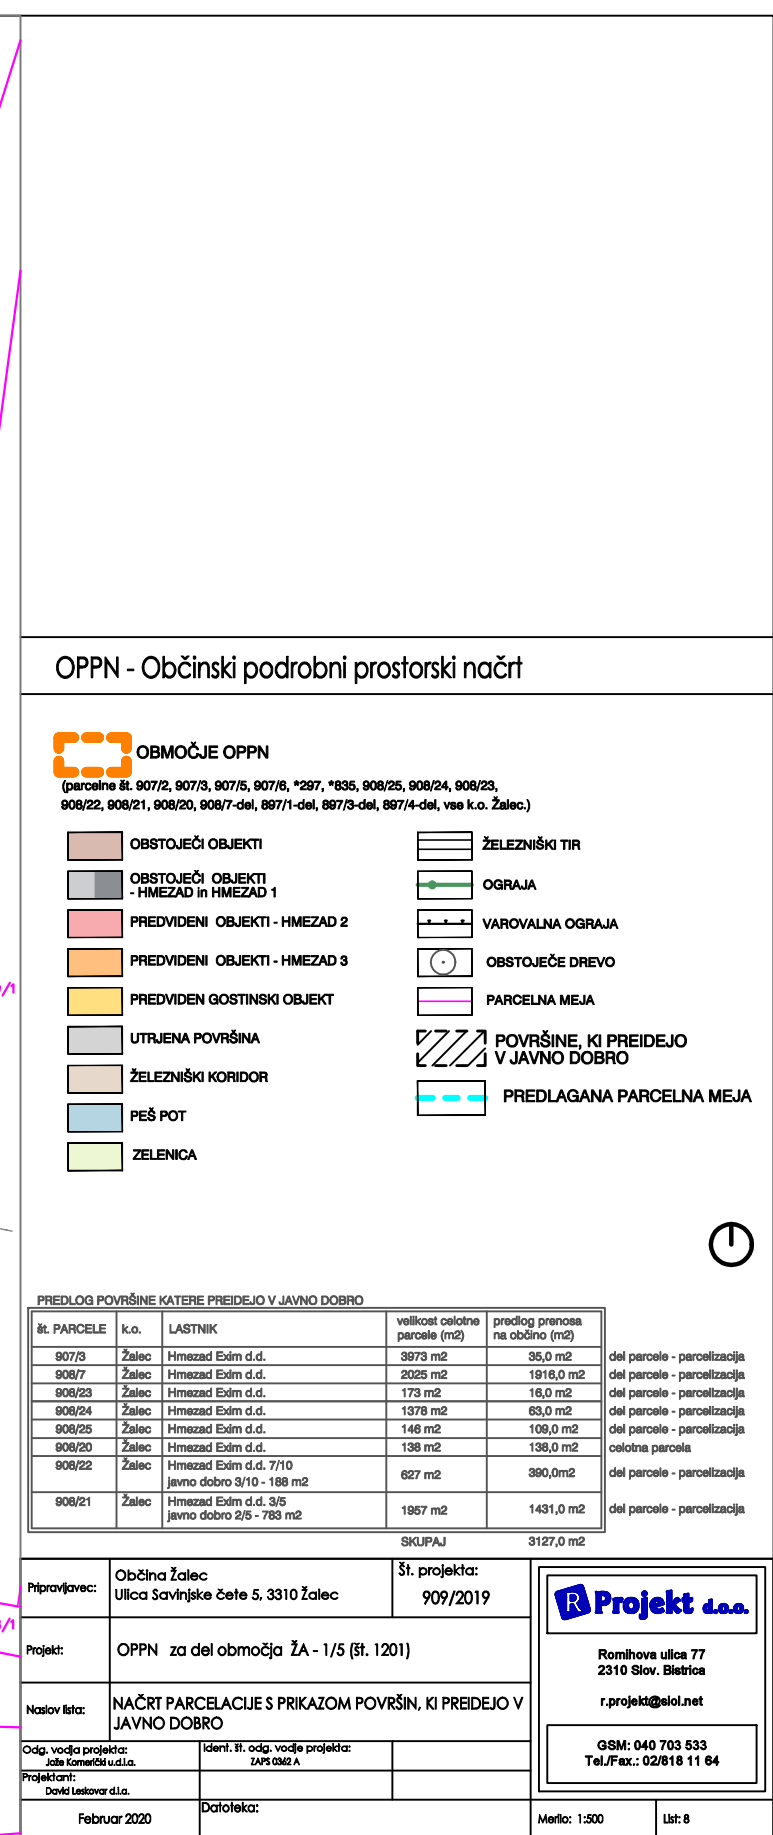 OPPN - Občinski podrobni prostorski načrt
OBMOČJE OPPN
(parcelne št. 907/2, 907/3, 907/5, 907/6, *297, *835, 908/25, 908/24, 908/23,
908/22, 908/21, 908/20, 908/7-del, 897/1-del, 897/3-del, 897/4-del, vse k.o. Žalec.)
OBSTOJEČI OBJEKTI
OBSTOJEČI OBJEKTI
- HMEZAD in HMEZAD 1
PREDVIDENI OBJEKTI - HMEZAD 2
PREDVIDENI OBJEKTI - HMEZAD 3
PREDVIDEN GOSTINSKI OBJEKT
UTRJENA POVRŠINA
ŽELEZNIŠKI KORIDOR
PEŠ POT
ZELENICA
ŽELEZNIŠKI TIR
OGRAJA
VAROVALNA OGRAJA
OBSTOJEČE DREVO
PARCELNA MEJA
POVRŠINE, KI PREIDEJO
V JAVNO DOBRO
PREDLAGANA PARCELNA MEJA
PREDLOG POVRŠINE KATERE PREIDEJO V JAVNO DOBRO
št. PARCELE k.o. LASTNIK velikost celotne parcele (m2) predlog prenosa na občino (m2)
907/3 Žalec Hmezad Exim d.d. 3973 m2 35,0 m2 del parcele - parcelizacija
908/7 Žalec Hmezad Exim d.d. 2025 m2 1916,0 m2 del parcele - parcelizacija
908/23 Žalec Hmezad Exim d.d. 173 m2 16,0 m2 del parcele - parcelizacija
908/24 Žalec Hmezad Exim d.d. 1378 m2 63,0 m2 del parcele - parcelizacija
908/25 Žalec Hmezad Exim d.d. 146 m2 109,0 m2 del parcele - parcelizacija
908/20 Žalec Hmezad Exim d.d. 138 m2 138,0 m2 celotna parcela
908/22 Žalec Hmezad Exim d.d. 7/10
javno dobro 3/10 - 188 m2 627 m2 390,0m2 del parcele - parcelizacija
908/21 Žalec Hmezad Exim d.d. 3/5
javno dobro 2/5 - 783 m2 1957 m2 1431,0 m2 del parcele - parcelizacija
SKUPAJ 3127,0 m2
Pripravljavec:
Občina Žalec
Ulica Savinjske čete 5, 3310 Žalec
Št. projekta:
909/2019
Projekt:
OPPN za del območja ŽA - 1/5 (št. 1201)
Naslov lista:
NAČRT PARCELACIJE S PRIKAZOM POVRŠIN, KI PREIDEJO V
JAVNO DOBRO
Odg. vodja projekta:
Jože Komerički u.d.i.a.
Ident. št. odg. vodje projekta:
ZAPS 0362 A
Projektant:
David Leskovar d.i.a.
Februar 2020
Datoteka:
R Projekt d.o.o.
Romihova ulica 77
2310 Slov. Bistrica
r.projekt@siol.net
GSM: 040 703 533
Tel./Fax.: 02/818 11 64
Merilo: 1:500
List: 8